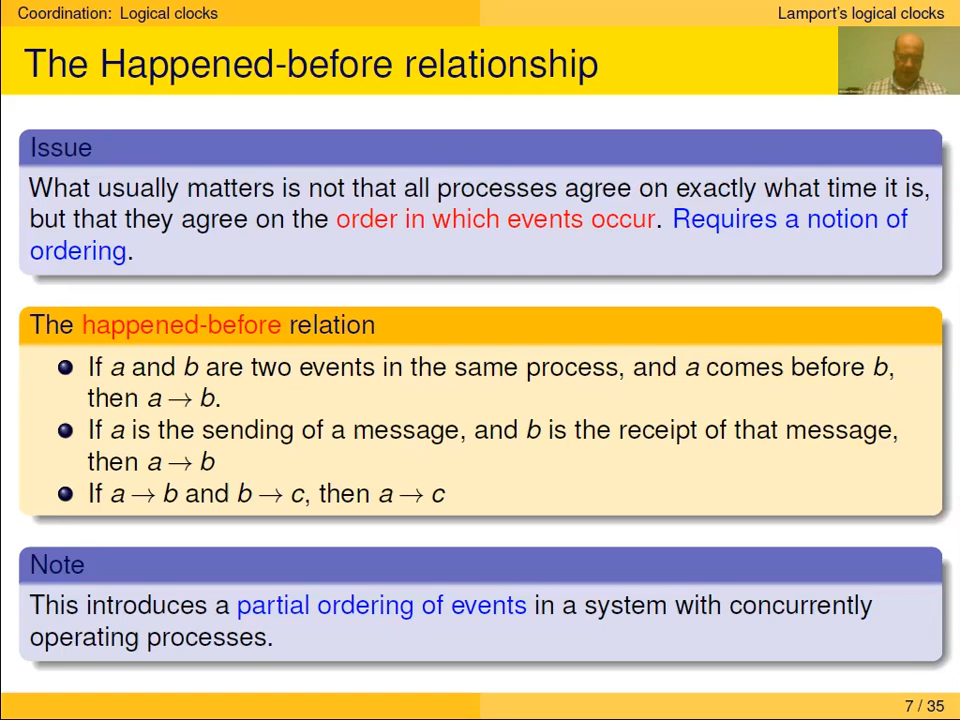 Coordination: Logical clocks
Lamport's logical clocks
The Happened-before relationship
Issue
What usually matters is not that all processes agree on exactly what time it is,
but that they agree on the order in which events occur. Requires a notion of
ordering.
The happened-before relation
If a and b are two events in the same process, and a comes before b,
then a → b.
If a is the sending of a message, and b is the receipt of that message,
then a → b
If a → b and b → c, then a → c
Note
This introduces a partial ordering of events in a system with concurrently
operating processes.
7 / 35